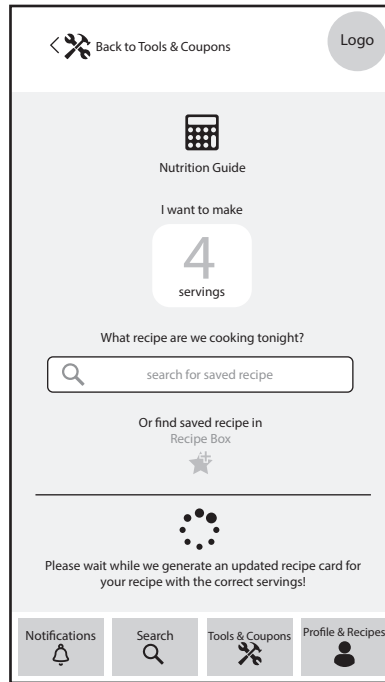 Back to Tools & Coupons
Logo
Nutrition Guide
I want to make
4
servings
What recipe are we cooking tonight?
search for saved recipe
Or find saved recipe in
Recipe Box
Please wait while we generate an updated recipe card for
your recipe with the correct servings!
Notifications
Search
Tools & Coupons
Profile & Recipes